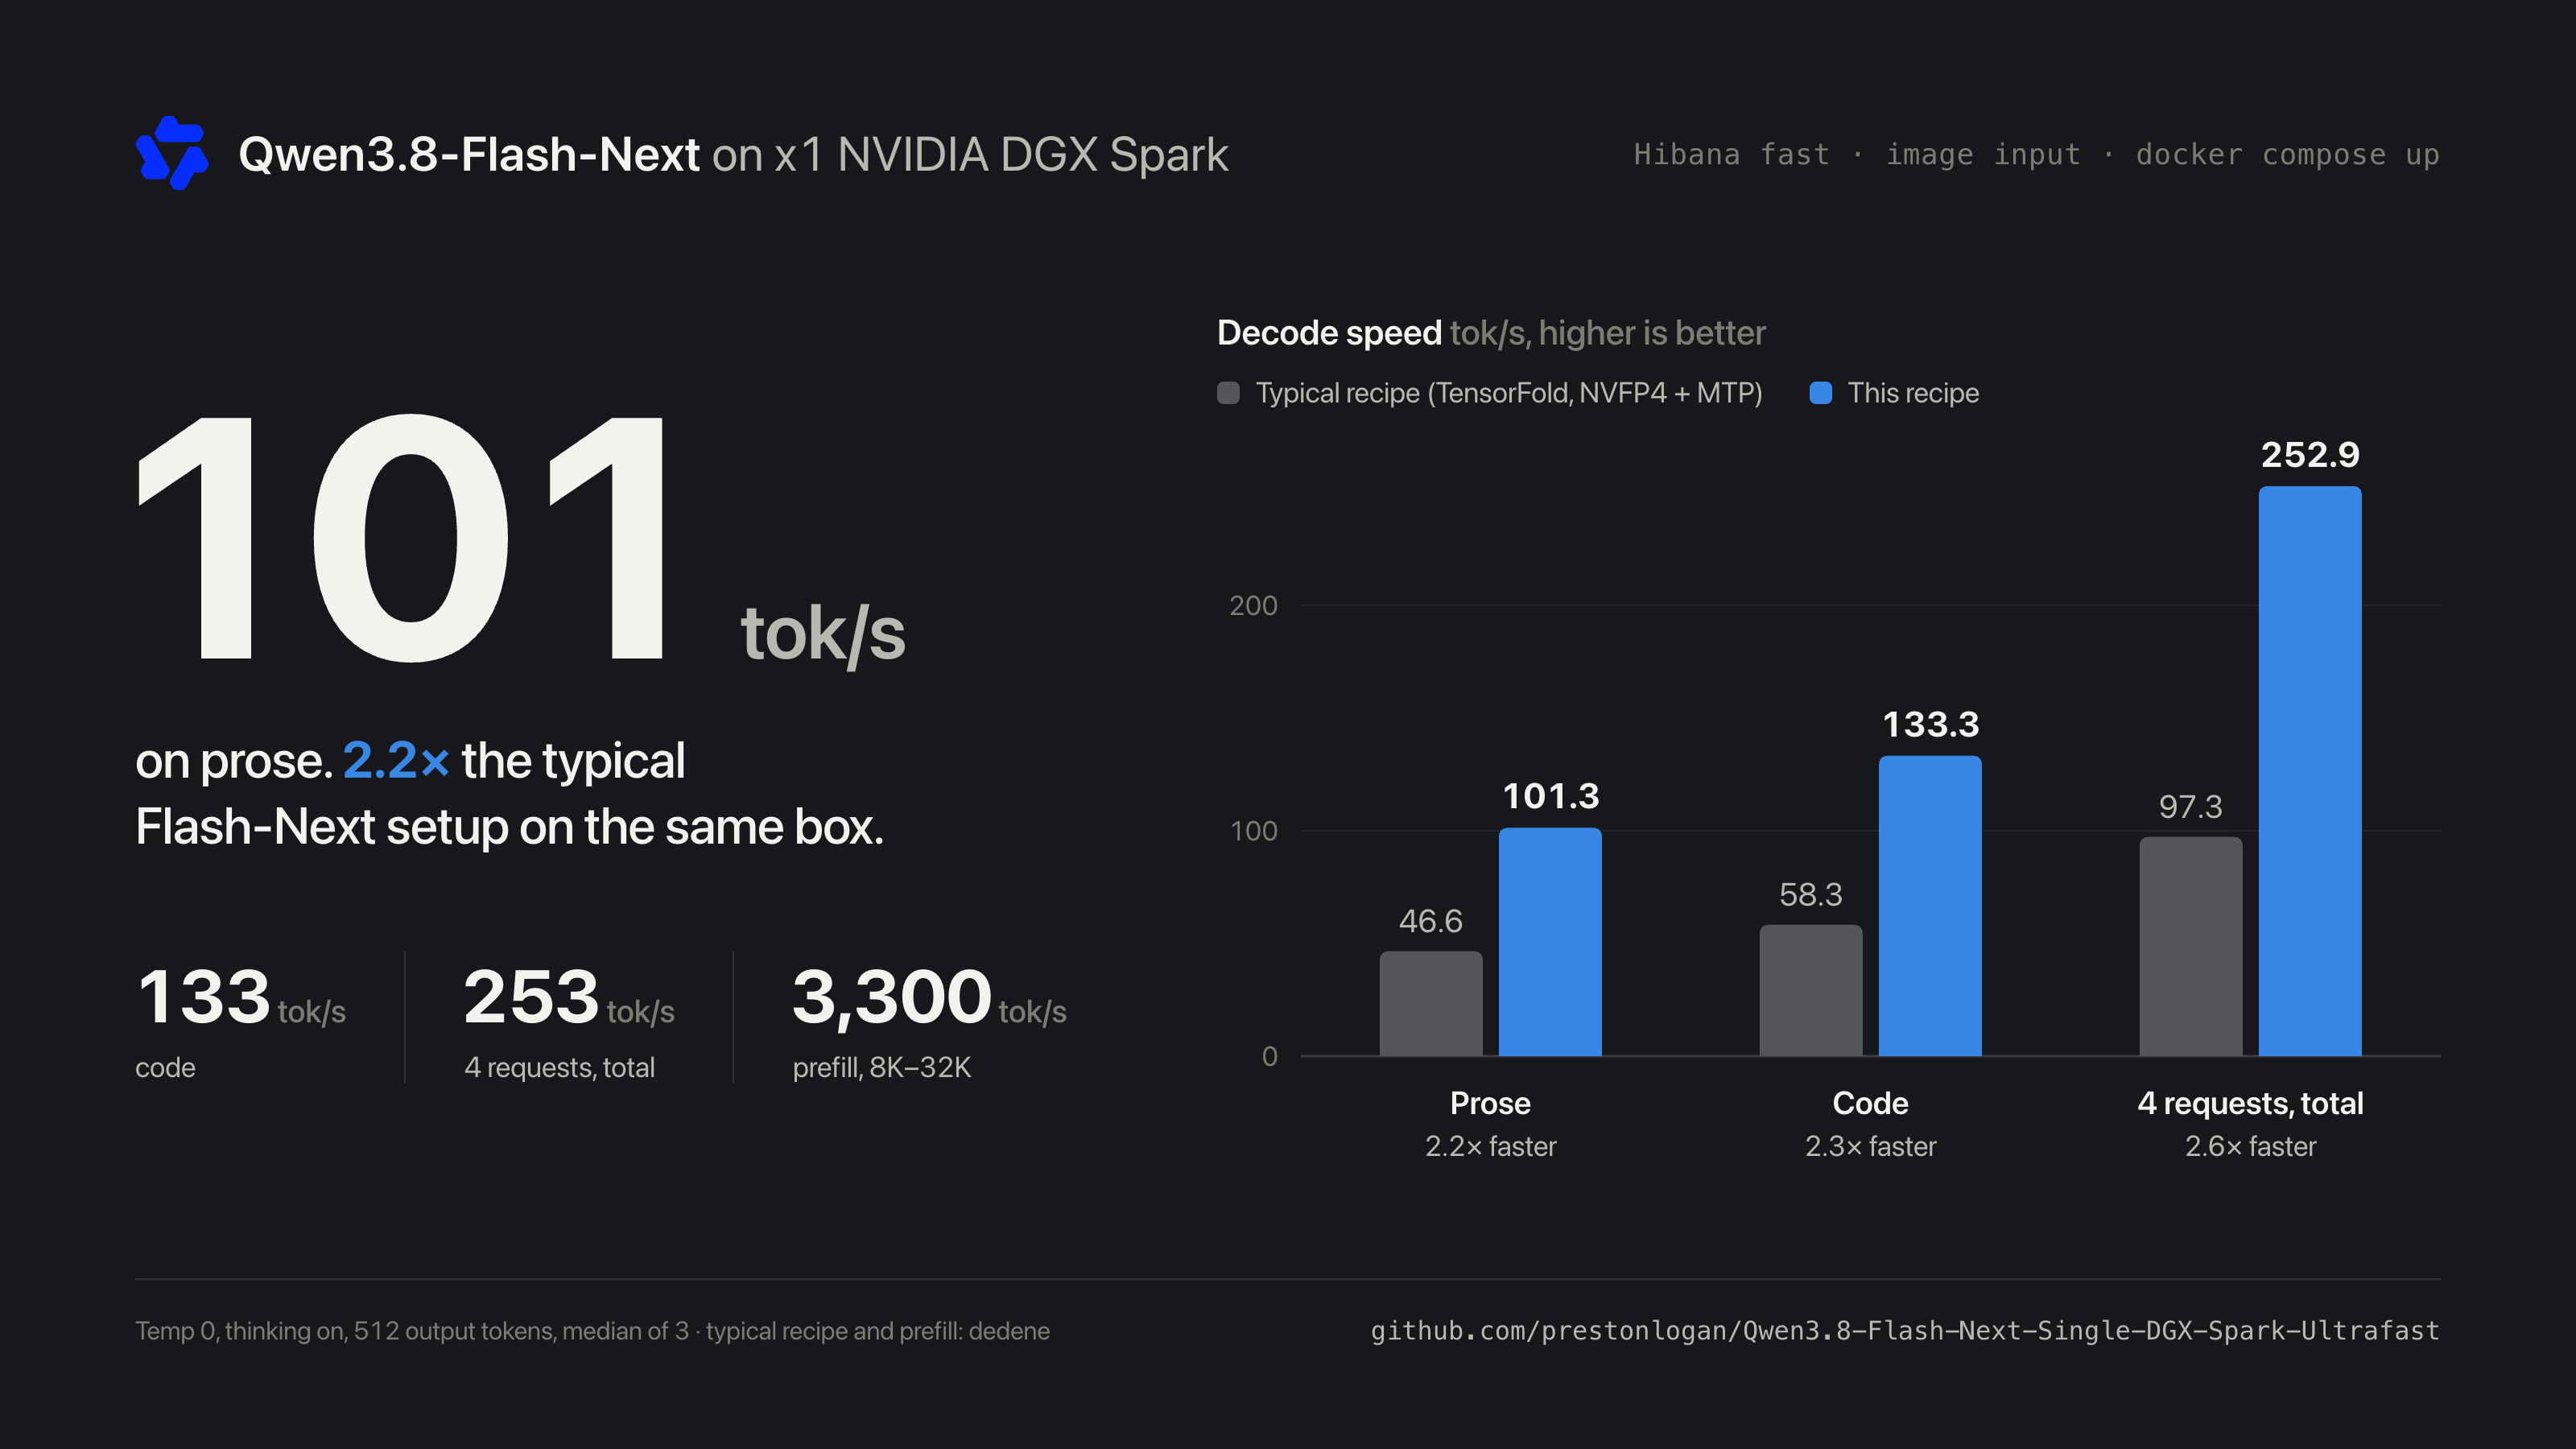 Qwen3.8-Flash-Next on x1 NVIDIA DGX Spark
Hibana fast · image input · docker compose up
101 tok/s
on prose. 2.2× the typical
Flash-Next setup on the same box.
133 tok/s
code
253 tok/s
4 requests, total
3,300 tok/s
prefill, 8K–32K
Decode speed tok/s, higher is better
Typical recipe (TensorFold, NVFP4 + MTP)
This recipe
200
100
0
46.6
101.3
58.3
133.3
97.3
252.9
Prose
2.2× faster
Code
2.3× faster
4 requests, total
2.6× faster
Temp 0, thinking on, 512 output tokens, median of 3 · typical recipe and prefill: dedene
github.com/prestonlogan/Qwen3.8-Flash-Next-Single-DGX-Spark-Ultrafast